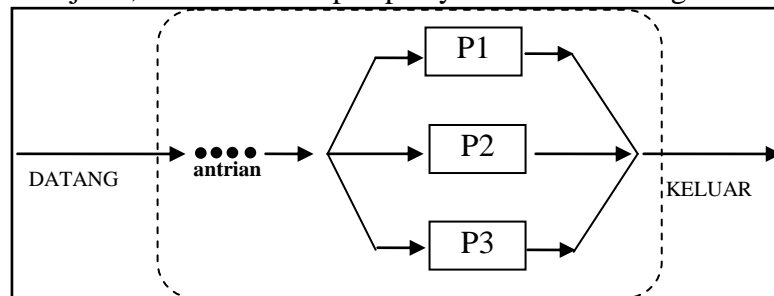 P1
P2
DATANG
antrian
KELUAR
P3